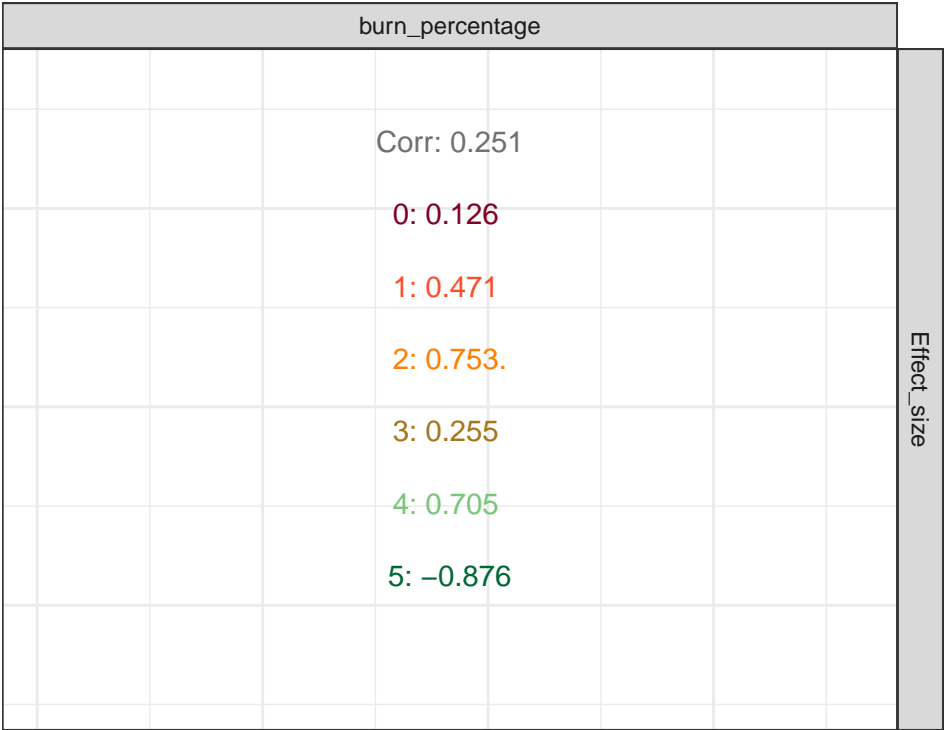 burn_percentage
Corr: 0.251
0: 0.126
1: 0.471
2: 0.753.
3: 0.255
4: 0.705
5: −0.876
Effect_size